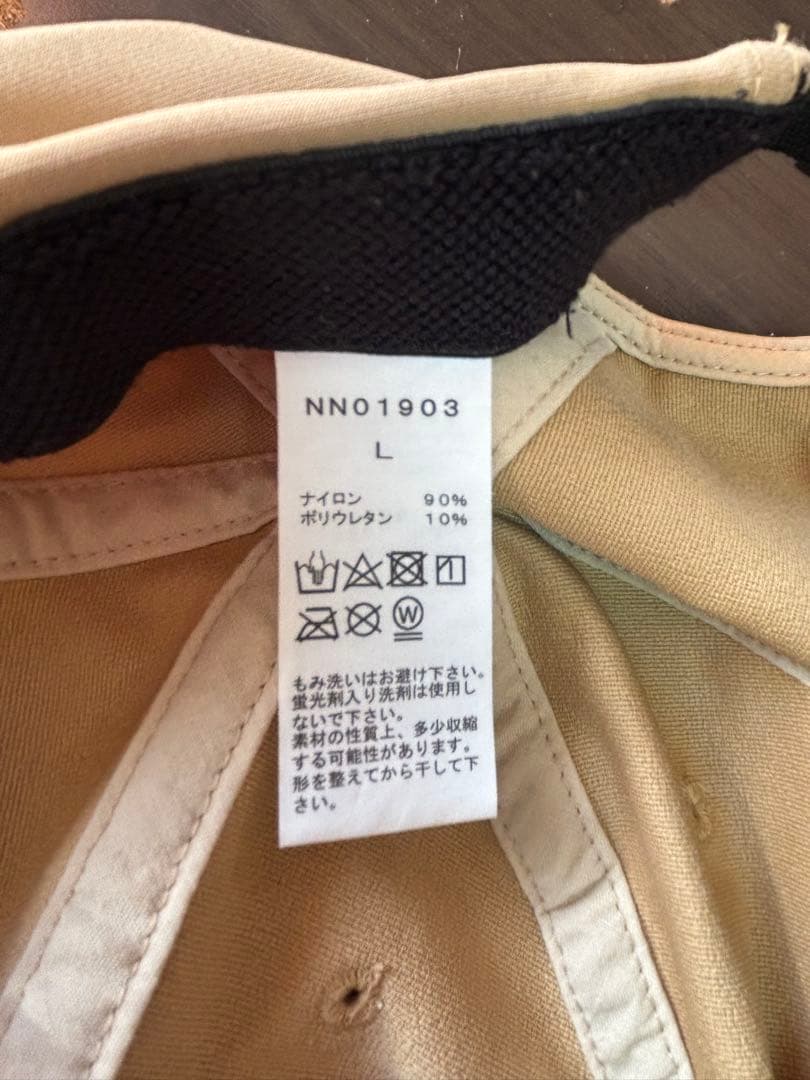 NN01903
L
ナイロン 90%
ポリウレタン 10%
W
もみ洗いはお避け下さい。
蛍光剤入り洗剤は使用し
ないで下さい。
素材の性質上、多少収縮
する可能性があります。
形を整えてから干して下
さい。